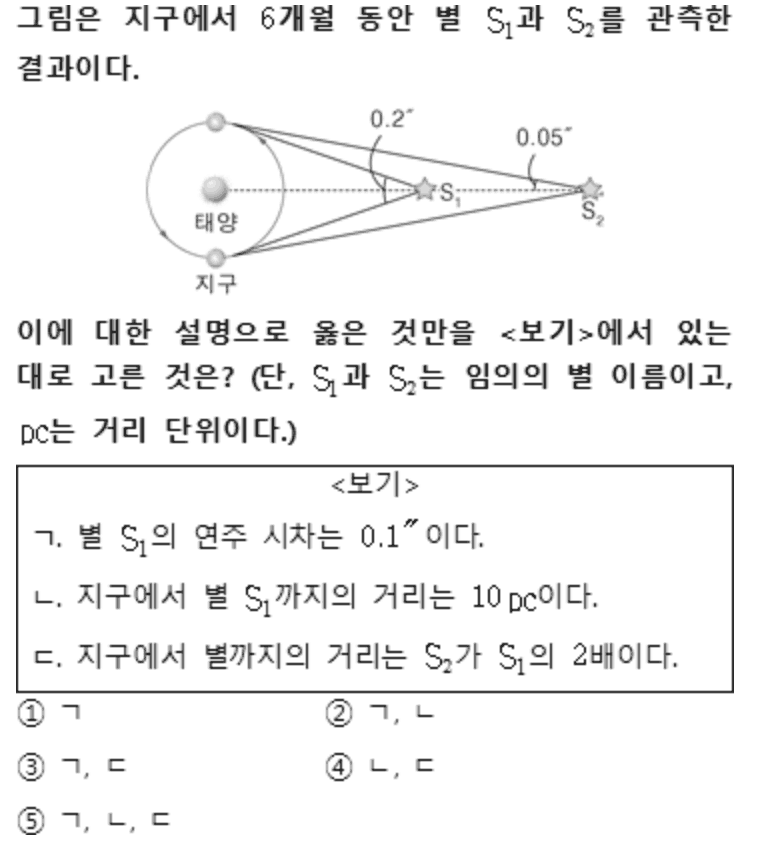 그림은 지구에서 6개월 동안 별 S₁과 S₂를 관측한
결과이다.
0.2″
0.05″
S₁
S₂
태양
지구
이에 대한 설명으로 옳은 것만을 <보기>에서 있는
대로 고른 것은? (단, S₁과 S₂는 임의의 별 이름이고,
pc는 거리 단위이다.)
<보기>
ㄱ. 별 S₁의 연주 시차는 0.1″이다.
ㄴ. 지구에서 별 S₁까지의 거리는 10pc이다.
ㄷ. 지구에서 별까지의 거리는 S₂가 S₁의 2배이다.
① ㄱ ② ㄱ, ㄴ
③ ㄱ, ㄷ ④ ㄴ, ㄷ
⑤ ㄱ, ㄴ, ㄷ